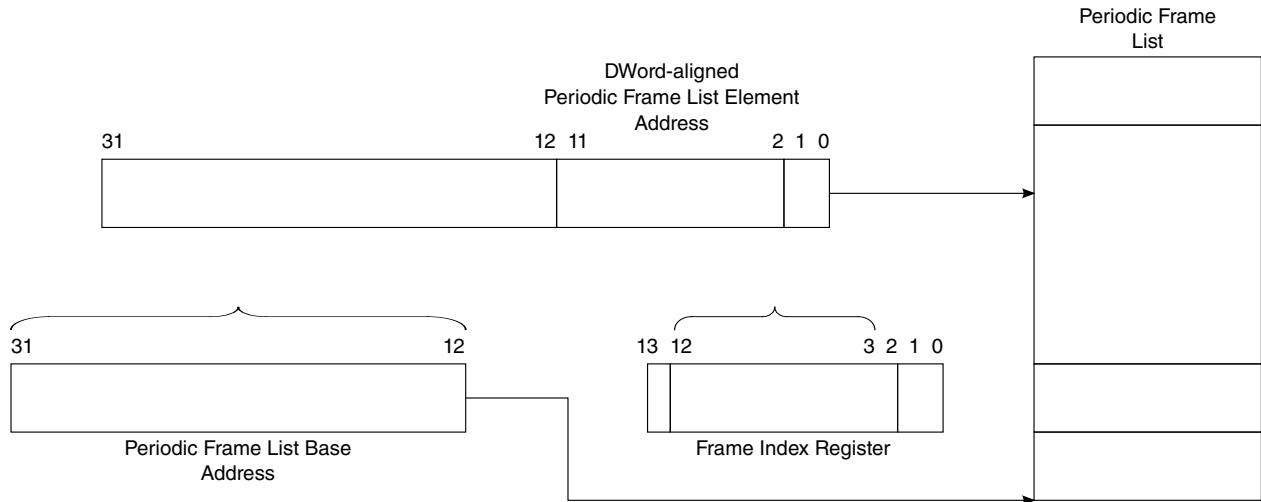 Periodic Frame
List
DWord-aligned
Periodic Frame List Element
Address
31 12 11 2 1 0
31 12
13 12 3 2 1 0
Periodic Frame List Base
Address
Frame Index Register